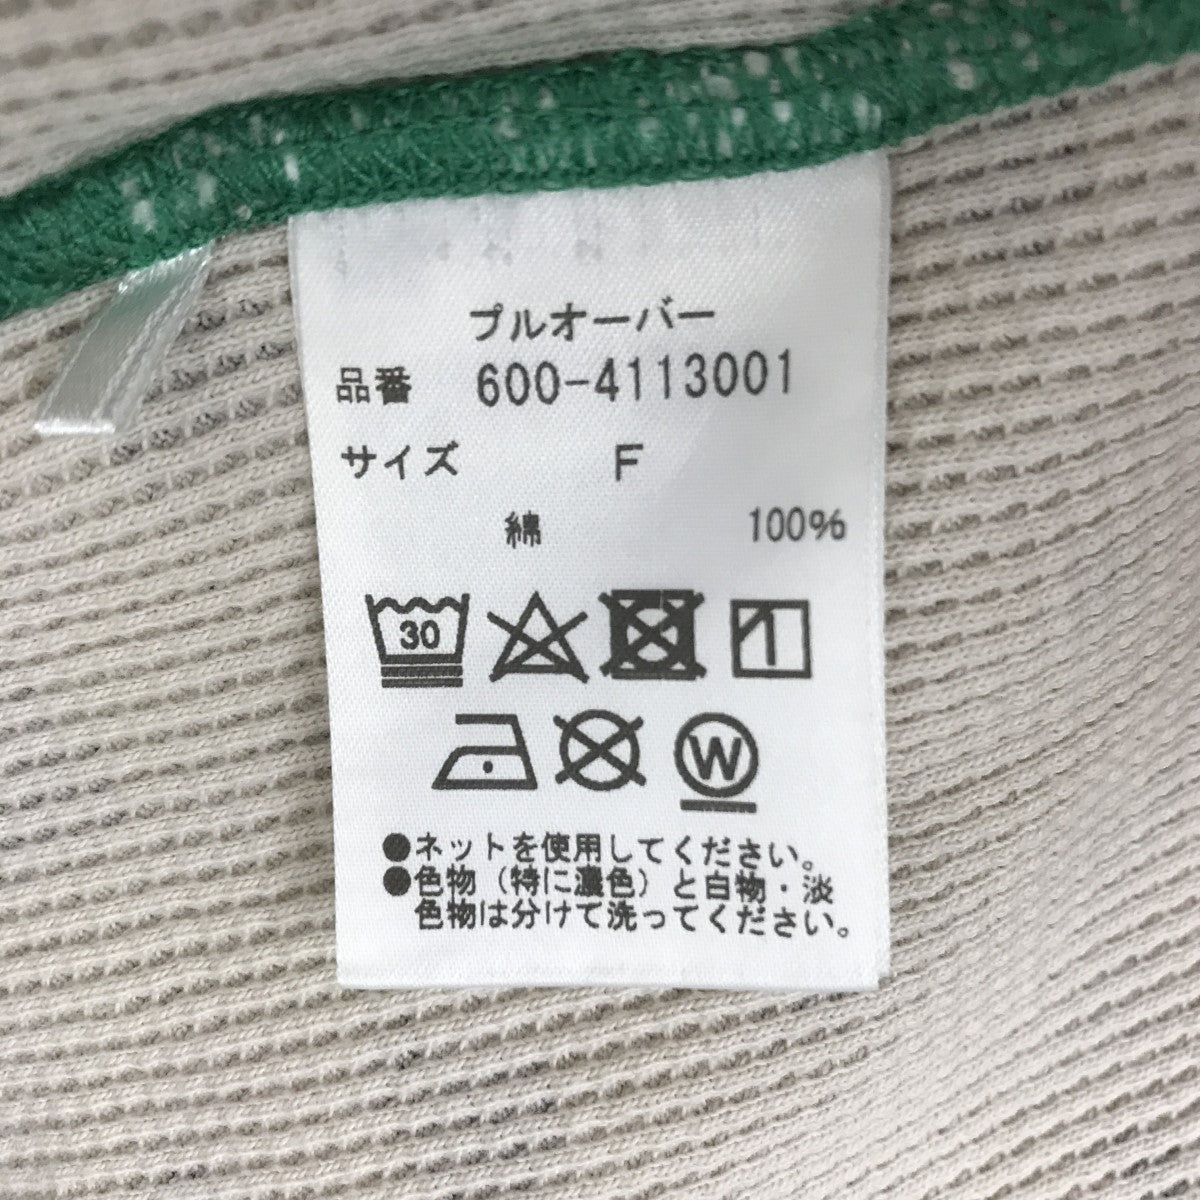 プルオーバー
品番 600-4113001
サイズ F
綿 100%
30
W
●ネットを使用してください。
●色物（特に濃色）と白物・淡
色物は分けて洗ってください。